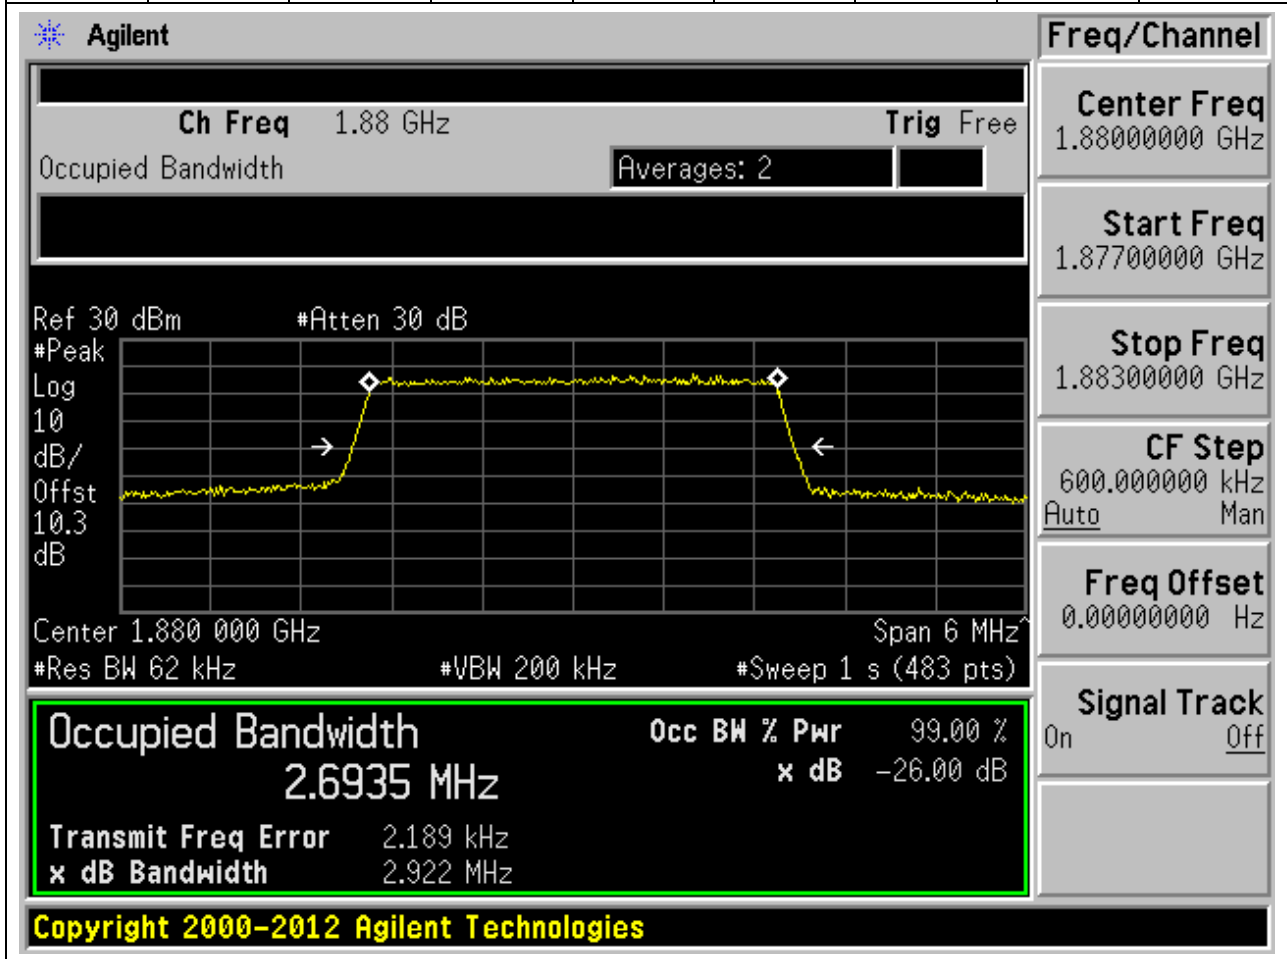 Agilent
Freq/Channel
Ch Freq 1.88 GHz Trig Free
Occupied Bandwidth Averages: 2
Center Freq
1.88000000 GHz
Start Freq
1.87700000 GHz
Stop Freq
1.88300000 GHz
CF Step
600.000000 kHz
Auto Man
Freq Offset
0.00000000 Hz
Signal Track
On Off
Ref 30 dBm #Atten 30 dB
#Peak
Log
10
dB/
Offst
10.3
dB
Center 1.880 000 GHz Span 6 MHz^
#Res BW 62 kHz #VBW 200 kHz #Sweep 1 s (483 pts)
Occupied Bandwidth Occ BW % Pwr 99.00 %
2.6935 MHz x dB -26.00 dB
Transmit Freq Error 2.189 kHz
x dB Bandwidth 2.922 MHz
Copyright 2000-2012 Agilent Technologies